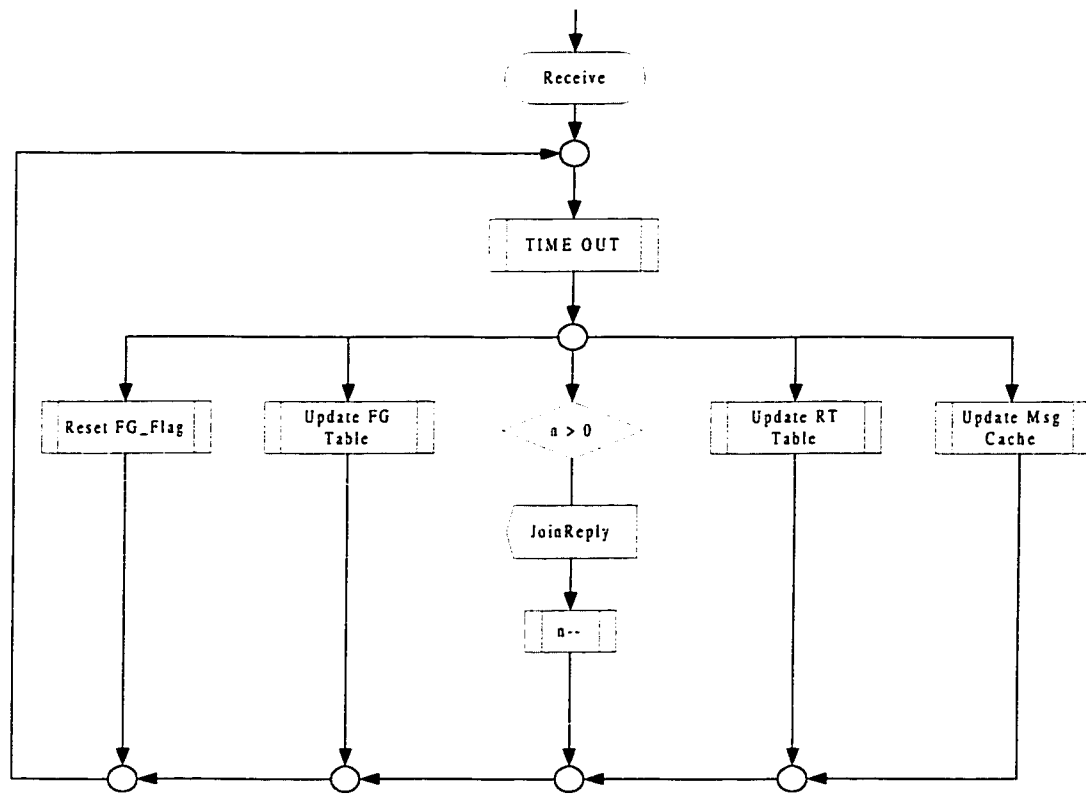 Receive
TIME OUT
Reset FG_Flag
Update FG
Table
n > 0
Update RT
Table
Update Msg
Cache
JoinReply
n--